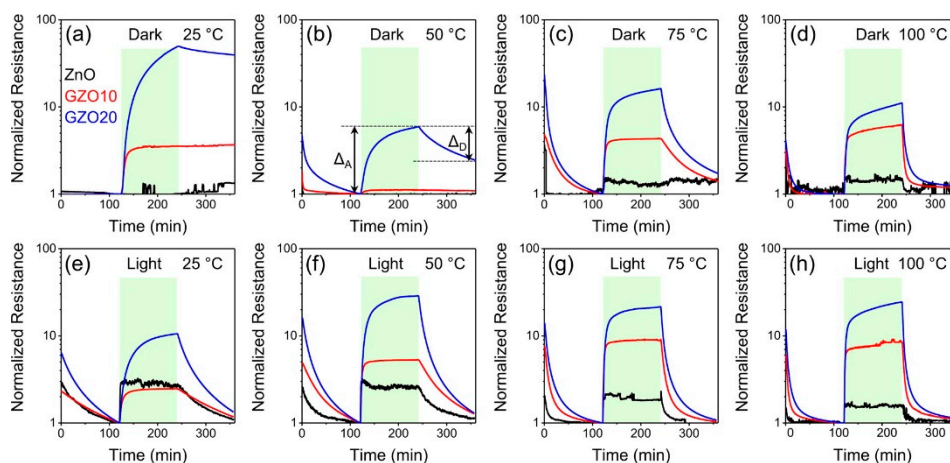 (a) Dark 25 °C
ZnO
GZO10
GZO20
Normalized Resistance
100
10
1
0 100 200 300
Time (min)
(b) Dark 50 °C
Δ_A
Δ_D
Normalized Resistance
100
10
1
0 100 200 300
Time (min)
(c) Dark 75 °C
Normalized Resistance
100
10
1
0 100 200 300
Time (min)
(d) Dark 100 °C
Normalized Resistance
100
10
1
0 100 200 300
Time (min)
(e) Light 25 °C
Normalized Resistance
100
10
1
0 100 200 300
Time (min)
(f) Light 50 °C
Normalized Resistance
100
10
1
0 100 200 300
Time (min)
(g) Light 75 °C
Normalized Resistance
100
10
1
0 100 200 300
Time (min)
(h) Light 100 °C
Normalized Resistance
100
10
1
0 100 200 300
Time (min)